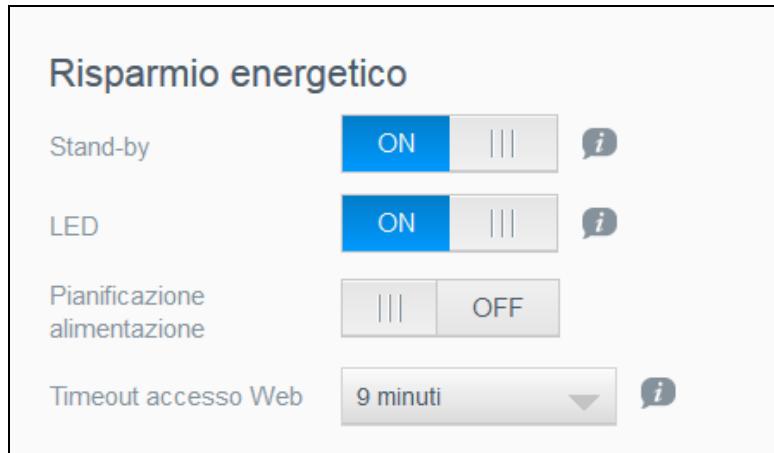 Risparmio energetico
Stand-by ON
LED ON
Pianificazione
alimentazione OFF
Timeout accesso Web 9 minuti